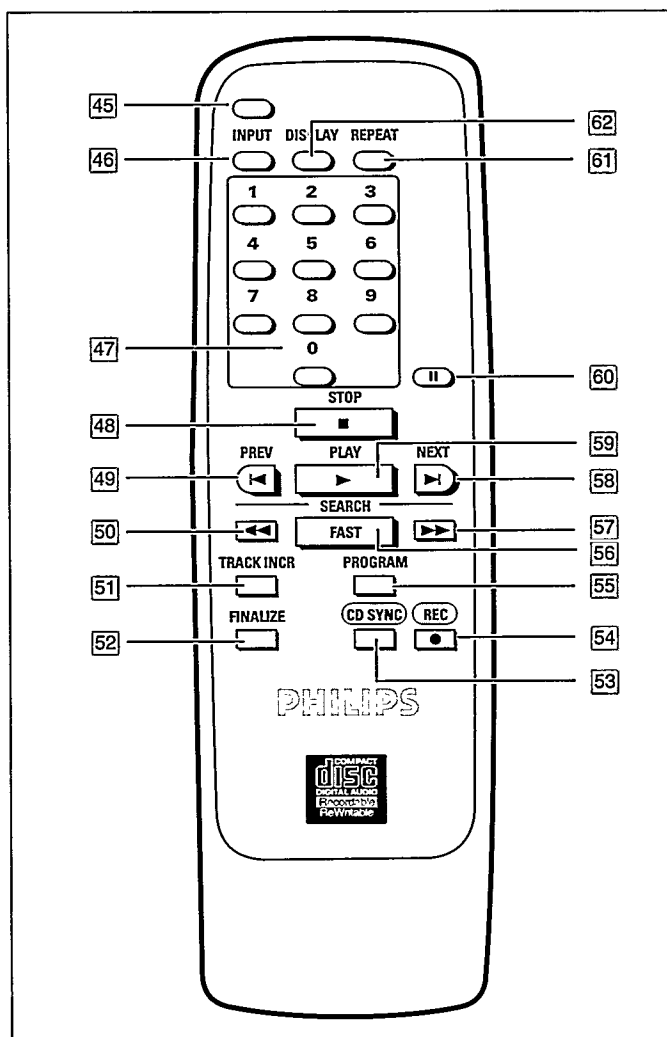 45
INPUT DISPLAY REPEAT 62
46 61
1 2 3
4 5 6
7 8 9
47 0
60
STOP
48
PREV PLAY NEXT 59
49 58
SEARCH
50 FAST 57
56
TRACK INCR PROGRAM
51 55
FINALIZE CD SYNC REC
52 54
53
PHILIPS
COMPACT
disc
DIGITAL AUDIO
Recordable
ReWritable